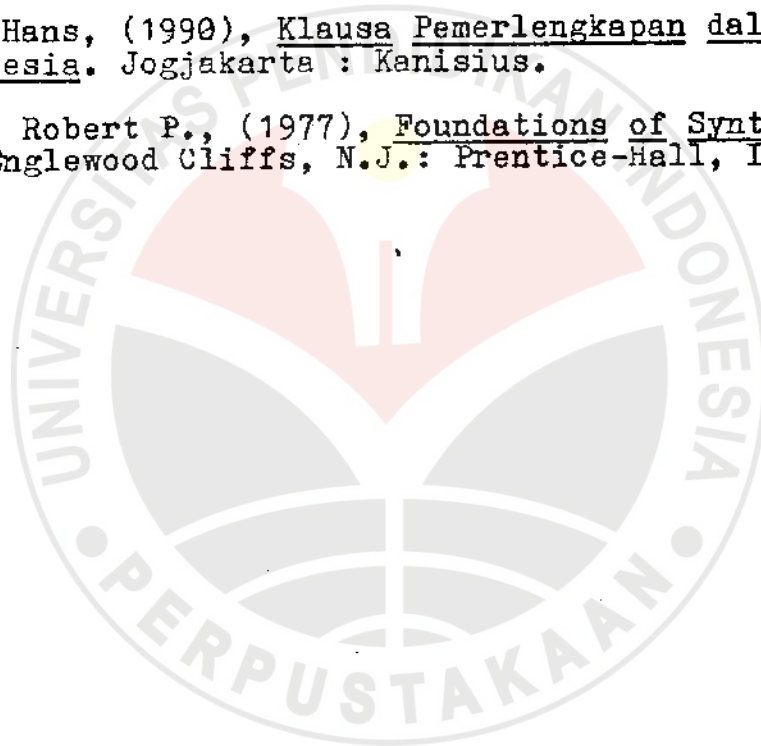 Hans, (1990), Klausa Pemerlengkapan dal
esia. Jogjakarta : Kanisius.
Robert P., (1977), Foundations of Synt
Englewood Cliffs, N.J.: Prentice-Hall, I
UNIVERSITAS PENDIDIKAN INDONESIA
PERPUSTAKAAN